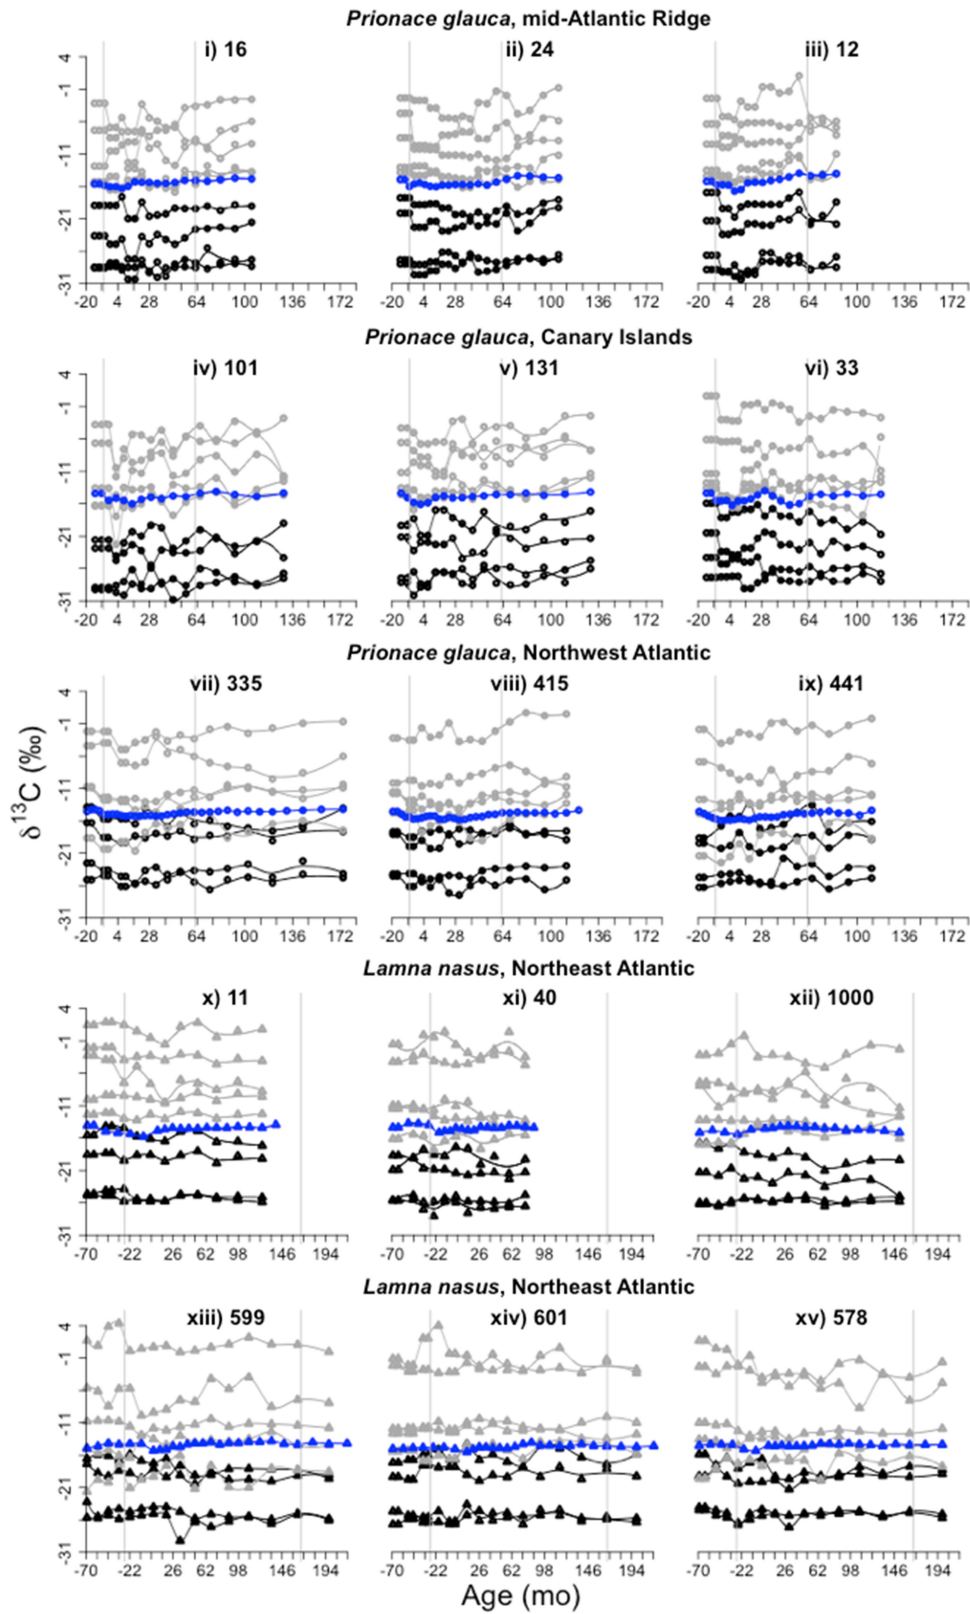 Prionace glauca, mid-Atlantic Ridge
i) 16
ii) 24
iii) 12
4
-1
-11
-21
-31
-20 4 28 64 100 136 172
4 28 64 100 136 172
-20 4 28 64 100 136 172
Prionace glauca, Canary Islands
iv) 101
v) 131
vi) 33
4
-1
-11
-21
-31
-20 4 28 64 100 136 172
-20 4 28 64 100 136 172
-20 4 28 64 100 136 172
Prionace glauca, Northwest Atlantic
vii) 335
viii) 415
ix) 441
4
-1
-11
-21
-31
δ13C (‰)
-20 4 28 64 100 136 172
-20 4 28 64 100 136 172
-20 4 28 64 100 136 172
Lamna nasus, Northeast Atlantic
x) 11
xi) 40
xii) 1000
4
-1
-11
-21
-31
-70 -22 26 62 98 146 194
-70 -22 26 62 98 146 194
-70 -22 26 62 98 146 194
Lamna nasus, Northeast Atlantic
xiii) 599
xiv) 601
xv) 578
4
-1
-11
-21
-31
-70 -22 26 62 98 146 194
-70 -22 26 62 98 146 194
-70 -22 26 62 98 146 194
Age (mo)